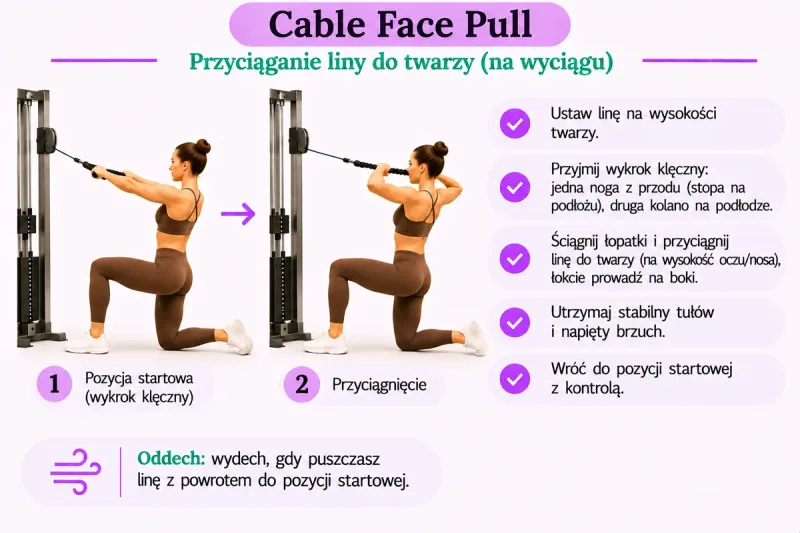 Cable Face Pull
Przyciąganie liny do twarzy (na wyciągu)
Ustaw linę na wysokości
twarzy.
Przyjmij wykrok klęczny:
jedna noga z przodu (stopa na
podłożu), druga kolano na podłodze.
Ściągnij łopatki i przyciągnij
linę do twarzy (na wysokość oczu/nosa),
łokcie prowadź na boki.
Utrzymaj stabilny tułów
i napięty brzuch.
Wróć do pozycji startowej
z kontrolą.
1 Pozycja startowa
(wykrok klęczny)
2 Przyciągnięcie
Oddech: wydech, gdy puszczasz
linę z powrotem do pozycji startowej.